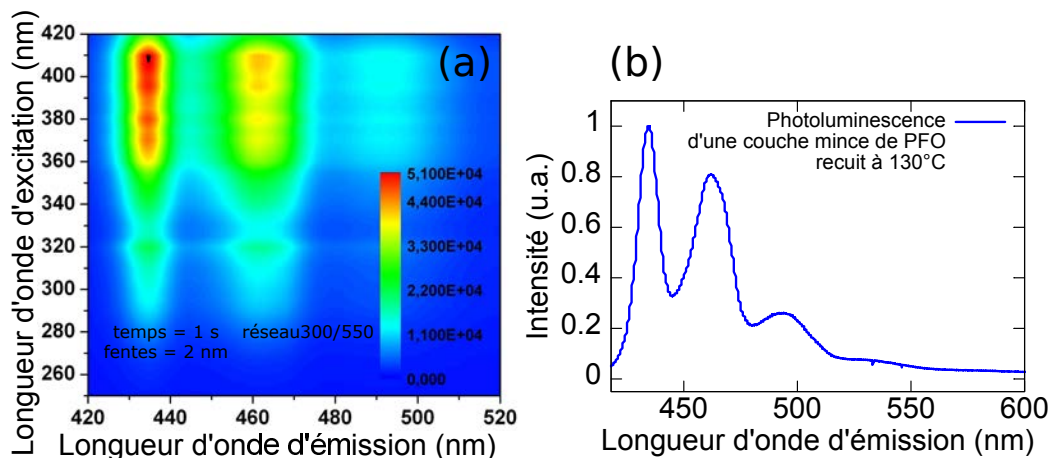 (a)
Longueur d'onde d'excitation (nm)
420
400
380
360
340
320
300
280
260
5,100E+04
4,400E+04
3,300E+04
2,200E+04
1,100E+04
0,000
temps = 1 s
réseau300/550
fentes = 2 nm
420
440
460
480
500
520
Longueur d'onde d'émission (nm)
(b)
Photoluminescence
d'une couche mince de PFO
recuit à 130°C
Intensité (u.a.)
1
0.8
0.6
0.4
0.2
0
450
500
550
600
Longueur d'onde d'émission (nm)